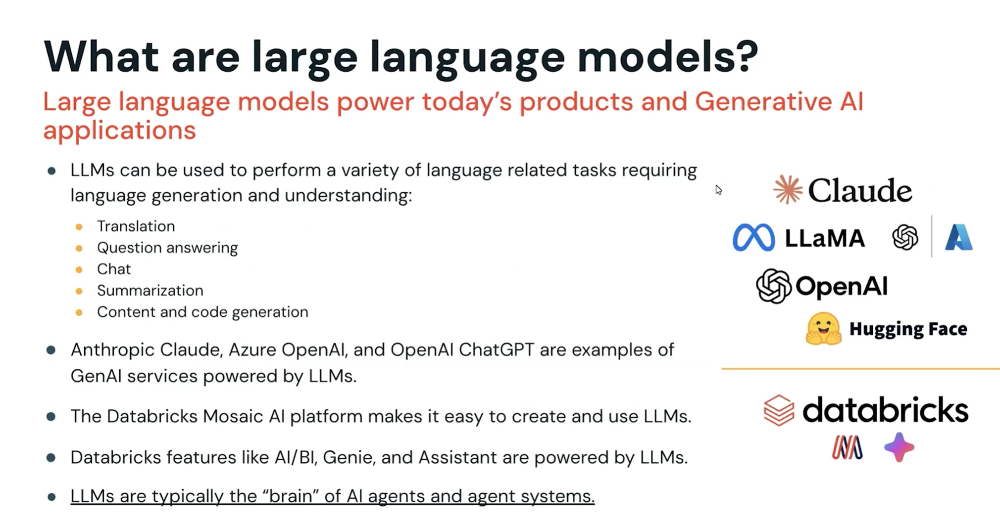 What are large language models?
Large language models power today’s products and Generative AI
applications
LLMs can be used to perform a variety of language related tasks requiring
language generation and understanding:
Translation
Question answering
Chat
Summarization
Content and code generation
Anthropic Claude, Azure OpenAI, and OpenAI ChatGPT are examples of
GenAI services powered by LLMs.
The Databricks Mosaic AI platform makes it easy to create and use LLMs.
Databricks features like AI/BI, Genie, and Assistant are powered by LLMs.
LLMs are typically the “brain” of AI agents and agent systems.
Claude
LLaMA
OpenAI
Hugging Face
databricks